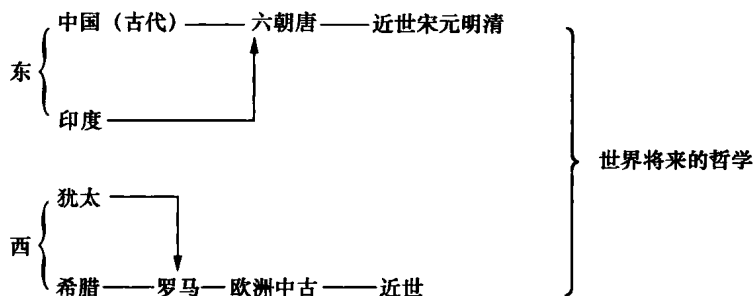 中国（古代）——六朝唐——近世宋元明清
东
印度
世界将来的哲学
犹太
西
希腊——罗马—欧洲中古——近世